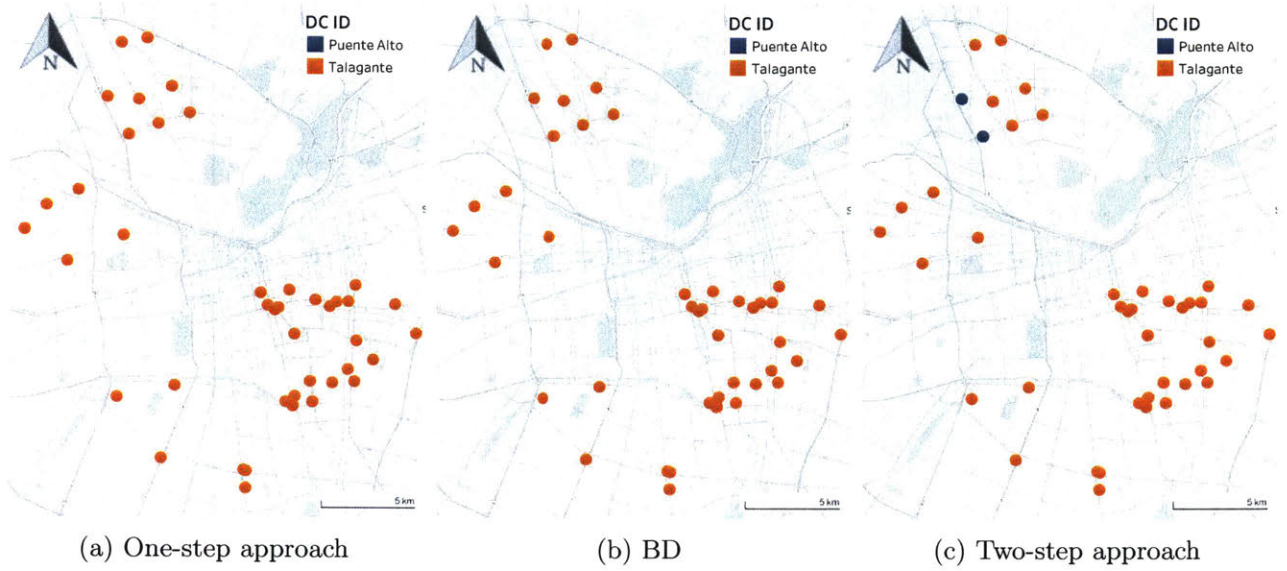 DC ID
Puente Alto
Talagante
N
5 km
DC ID
Puente Alto
Talagante
N
5 km
DC ID
Puente Alto
Talagante
N
5 km
(a) One-step approach
(b) BD
(c) Two-step approach